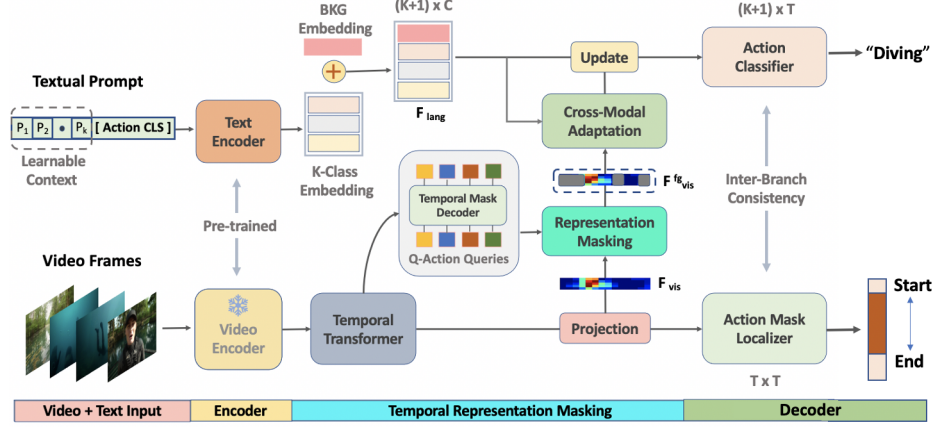 BKG
Embedding
(K+1) x C
(K+1) x T
Textual Prompt
P1 P2 • Pk [ Action CLS ]
Learnable
Context
Text
Encoder
K-Class
Embedding
F lang
Update
Action
Classifier
“Diving”
Cross-Modal
Adaptation
F fg vis
Temporal Mask
Decoder
Q-Action Queries
Representation
Masking
Inter-Branch
Consistency
Pre-trained
Video Frames
Video
Encoder
Temporal
Transformer
F vis
Projection
Action Mask
Localizer
T x T
Start
End
Video + Text Input
Encoder
Temporal Representation Masking
Decoder